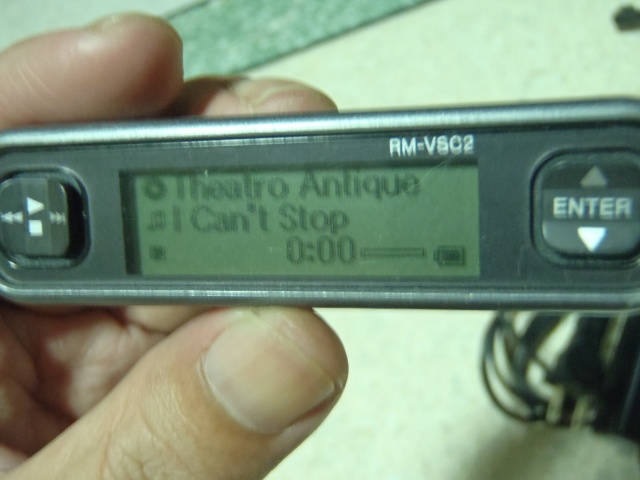 RM-VSC2
Theatro Antique
I Can't Stop
0:00
ENTER